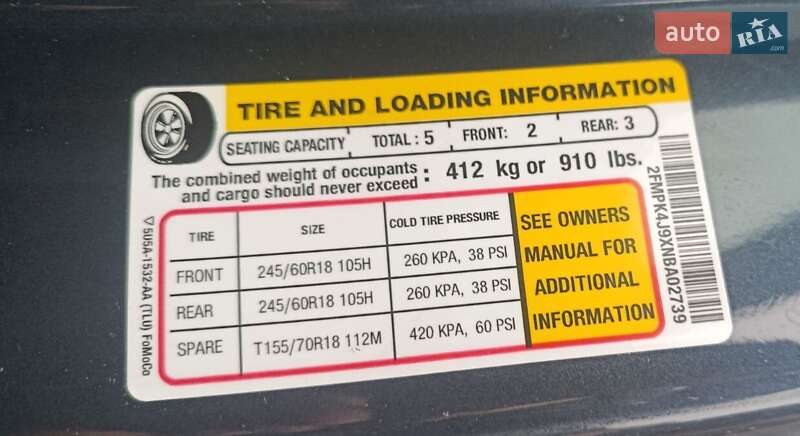 auto RIA .com
TIRE AND LOADING INFORMATION
SEATING CAPACITY TOTAL : 5 FRONT: 2 REAR: 3
The combined weight of occupants
and cargo should never exceed : 412 kg or 910 lbs.
TIRE SIZE COLD TIRE PRESSURE
FRONT 245/60R18 105H 260 KPA, 38 PSI
REAR 245/60R18 105H 260 KPA, 38 PSI
SPARE T155/70R18 112M 420 KPA, 60 PSI
SEE OWNERS
MANUAL FOR
ADDITIONAL
INFORMATION
5U5A-1532-AA (TLU) FoMoCo
2FMPK4J9XNBA02739